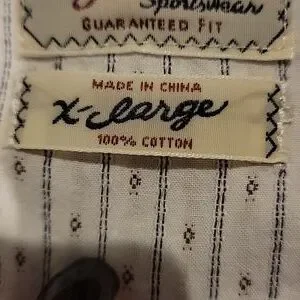 Sportswear
GUARANTEED FIT
MADE IN CHINA
X-large
100% COTTON